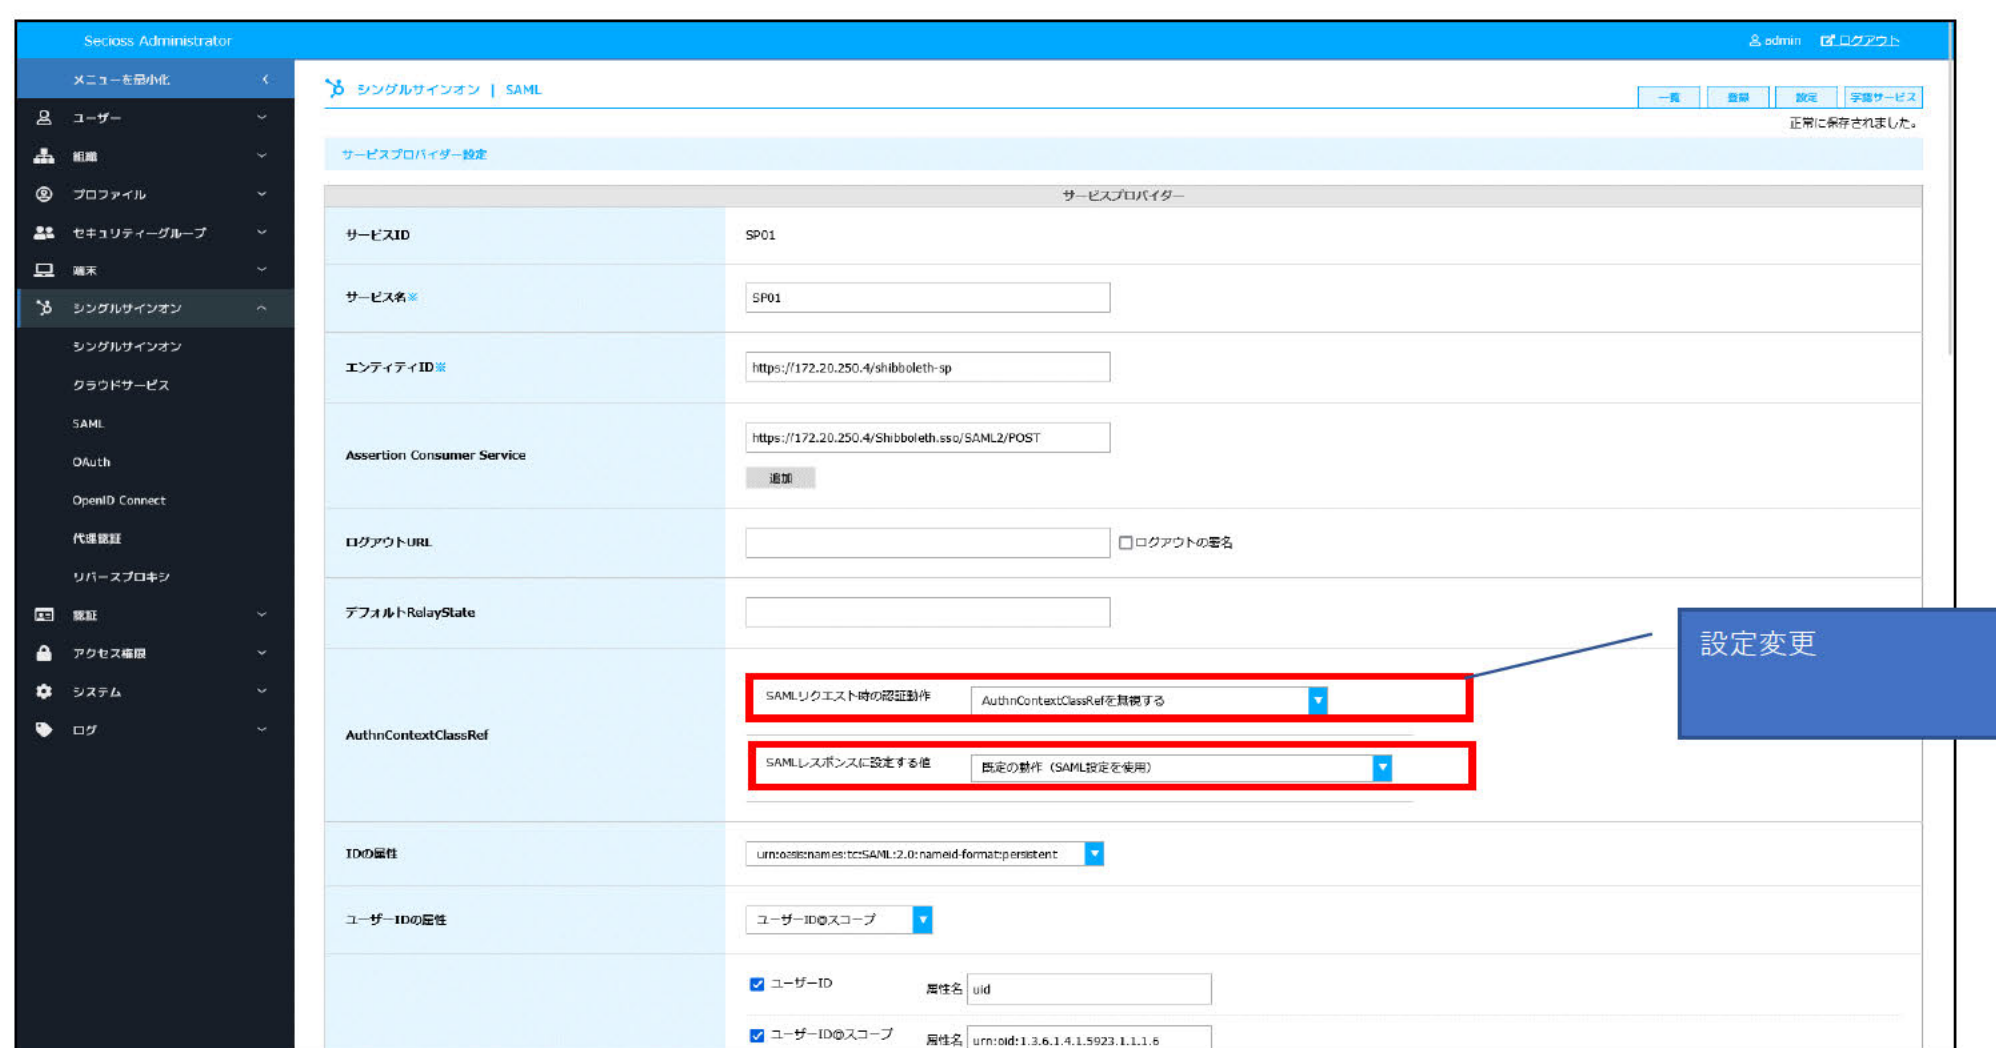 Secioss Administrator
admin ログアウト
メニューを最小化
シングルサインオン | SAML
一覧 登録 設定 学認サービス
正常に保存されました。
ユーザー
組織
プロファイル
セキュリティーグループ
端末
シングルサインオン
シングルサインオン
クラウドサービス
SAML
OAuth
OpenID Connect
代理認証
リバースプロキシ
認証
アクセス権限
システム
ログ
サービスプロバイダー設定
サービスプロバイダー
サービスID SP01
サービス名※ SP01
エンティティID※ https://172.20.250.4/shibboleth-sp
Assertion Consumer Service https://172.20.250.4/Shibboleth.sso/SAML2/POST
追加
ログアウトURL ログアウトの署名
デフォルトRelayState
設定変更
AuthnContextClassRef
SAMLリクエスト時の認証動作 AuthnContextClassRefを無視する
SAMLレスポンスに設定する値 既定の動作（SAML設定を使用）
IDの属性 urn:oasis:names:tc:SAML:2.0:nameid-format:persistent
ユーザーIDの属性 ユーザーID@スコープ
ユーザーID 属性名 uid
ユーザーID@スコープ 属性名 urn:oid:1.3.6.1.4.1.5923.1.1.1.6